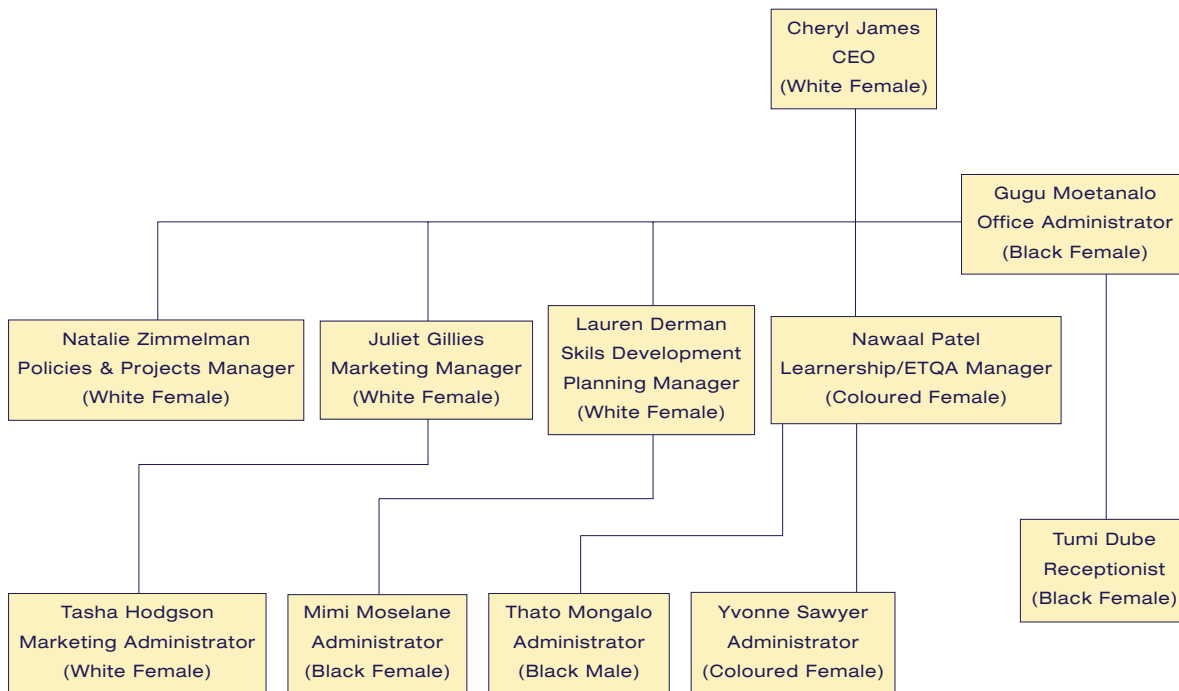 Cheryl James
CEO
(White Female)
Gugu Moetanalo
Office Administrator
(Black Female)
Natalie Zimmelman
Policies & Projects Manager
(White Female)
Juliet Gillies
Marketing Manager
(White Female)
Lauren Derman
Skils Development
Planning Manager
(White Female)
Nawaal Patel
Learnership/ETQA Manager
(Coloured Female)
Tumi Dube
Receptionist
(Black Female)
Tasha Hodgson
Marketing Administrator
(White Female)
Mimi Moselane
Administrator
(Black Female)
Thato Mongalo
Administrator
(Black Male)
Yvonne Sawyer
Administrator
(Coloured Female)